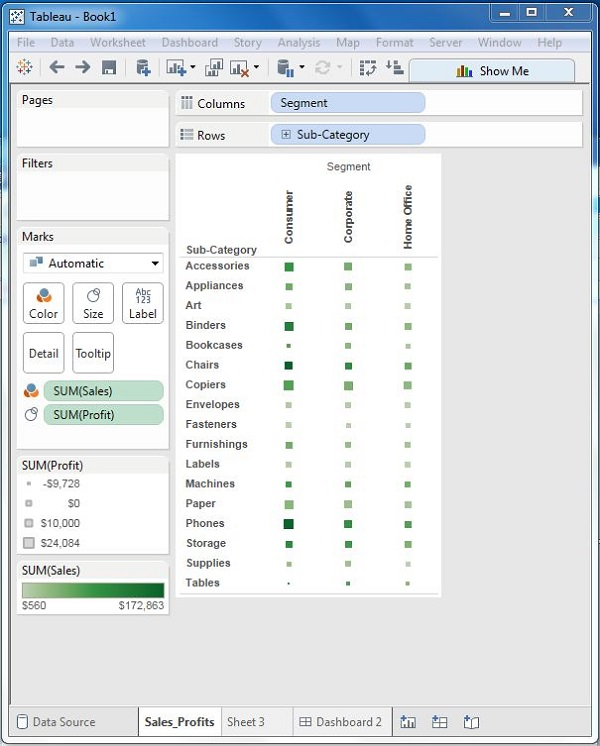 Tableau - Book1
File Data Worksheet Dashboard Story Analysis Map Format Server Window Help
Show Me
Pages
Columns Segment
Rows Sub-Category
Filters
Marks
Automatic
Color Size Abc 123 Label
Detail Tooltip
SUM(Sales)
SUM(Profit)
SUM(Profit)
-$9,728
$0
$10,000
$24,084
SUM(Sales)
$560 $172,863
Segment
Sub-Category Consumer Corporate Home Office
Accessories
Appliances
Art
Binders
Bookcases
Chairs
Copiers
Envelopes
Fasteners
Furnishings
Labels
Machines
Paper
Phones
Storage
Supplies
Tables
Data Source Sales_Profits Sheet 3 Dashboard 2